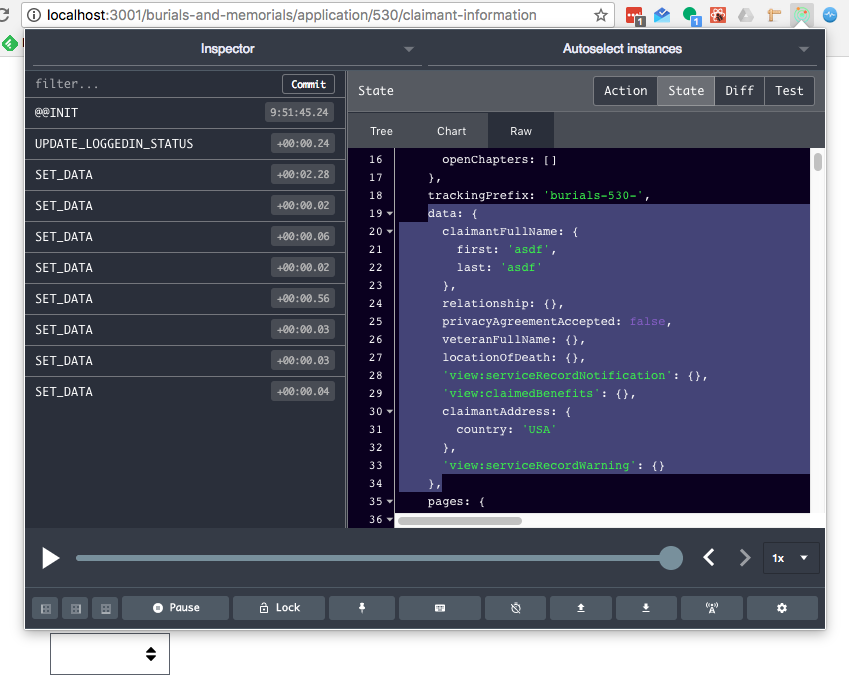 localhost:3001/burials-and-memorials/application/530/claimant-information
1
1
Inspector
Autoselect instances
filter...
Commit
@@INIT
9:51:45.24
UPDATE_LOGGEDIN_STATUS
+00:00.24
SET_DATA
+00:02.28
SET_DATA
+00:00.02
SET_DATA
+00:00.06
SET_DATA
+00:00.02
SET_DATA
+00:00.56
SET_DATA
+00:00.03
SET_DATA
+00:00.03
SET_DATA
+00:00.04
State
Action
State
Diff
Test
Tree
Chart
Raw
16 openChapters: []
17 },
18 trackingPrefix: 'burials-530-',
19 data: {
20 claimantFullName: {
21 first: 'asdf',
22 last: 'asdf'
23 },
24 relationship: {},
25 privacyAgreementAccepted: false,
26 veteranFullName: {},
27 locationOfDeath: {},
28 'view:serviceRecordNotification': {},
29 'view:claimedBenefits': {},
30 claimantAddress: {
31 country: 'USA'
32 },
33 'view:serviceRecordWarning': {}
34 },
35 pages: {
36
1x
Pause
Lock